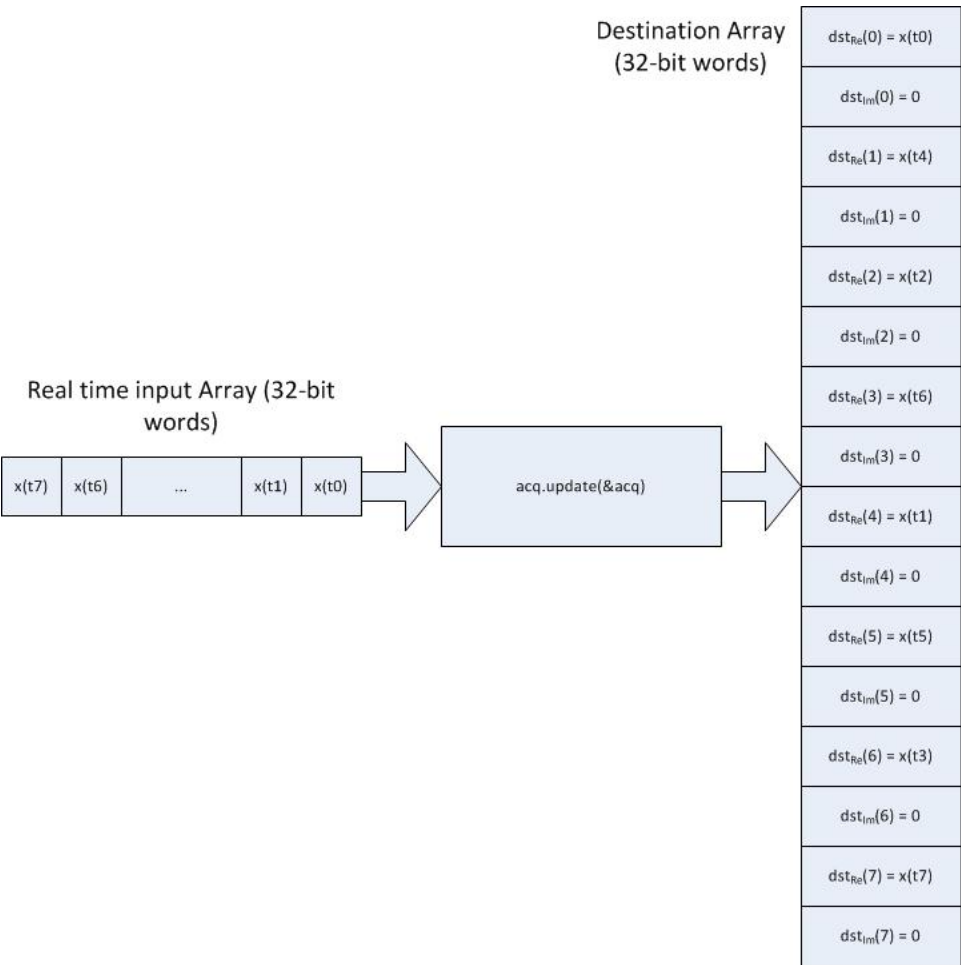 Destination Array
(32-bit words)
Real time input Array (32-bit
words)
x(t7) x(t6) ... x(t1) x(t0)
acq.update(&acq)
dstRe(0) = x(t0)
dstIm(0) = 0
dstRe(1) = x(t4)
dstIm(1) = 0
dstRe(2) = x(t2)
dstIm(2) = 0
dstRe(3) = x(t6)
dstIm(3) = 0
dstRe(4) = x(t1)
dstIm(4) = 0
dstRe(5) = x(t5)
dstIm(5) = 0
dstRe(6) = x(t3)
dstIm(6) = 0
dstRe(7) = x(t7)
dstIm(7) = 0